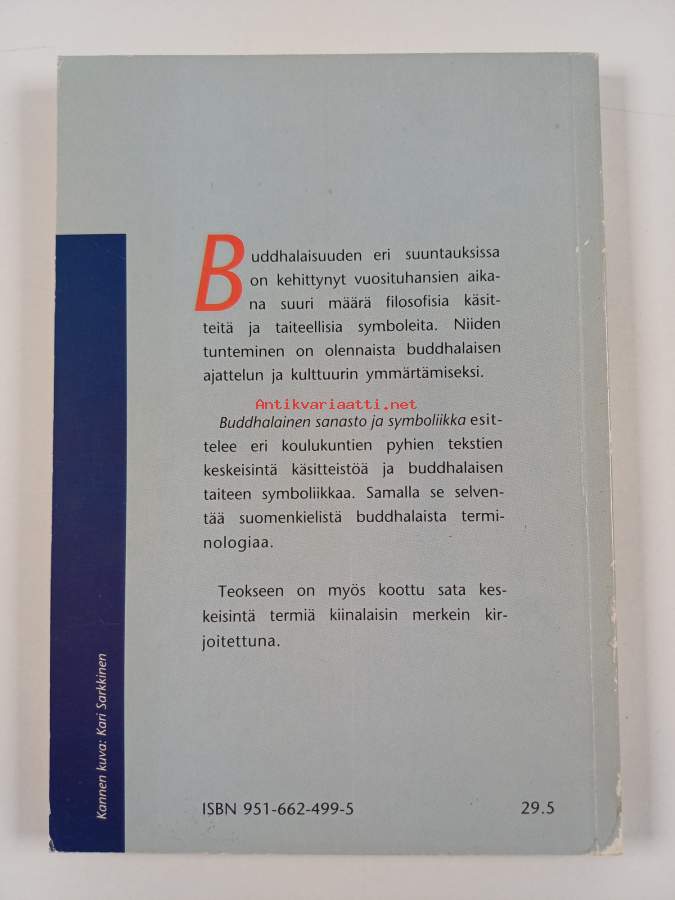 Buddhalaisuuden eri suuntauksissa
on kehittynyt vuosituhansien aika-
na suuri määrä filosofisia käsit-
teitä ja taiteellisia symboleita. Niiden
tunteminen on olennaista buddhalaisen
ajattelun ja kulttuurin ymmärtämiseksi.
Antikvariaatti.net
Buddhalainen sanasto ja symboliikka esit-
telee eri koulukuntien pyhien tekstien
keskeisintä käsitteistöä ja buddhalaisen
taiteen symboliikkaa. Samalla se selven-
tää suomenkielistä buddhalaista termi-
nologiaa.
Teokseen on myös koottu sata kes-
keisintä termiä kiinalaisin merkein kir-
joitettuna.
Kannen kuva: Kari Sarkkinen
ISBN 951-662-499-5
29.5